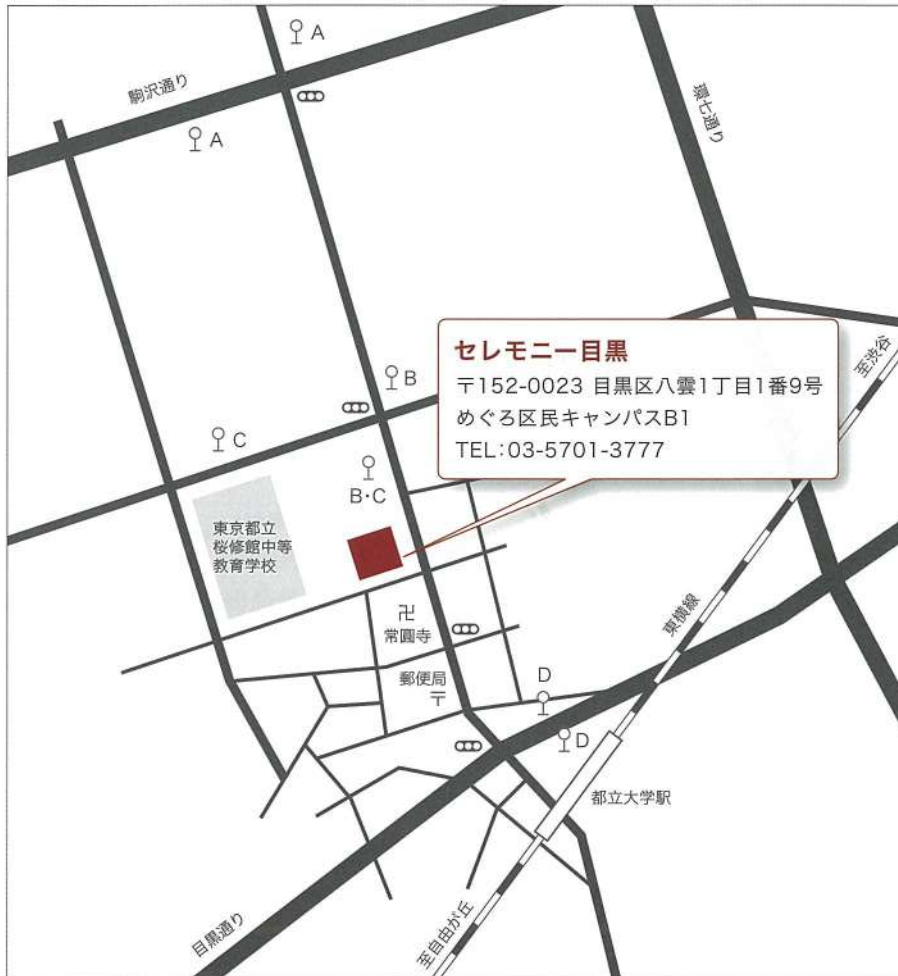 A
駒沢通り
A
環七通り
セレモニー目黒
〒152-0023 目黒区八雲1丁目1番9号
めぐろ区民キャンパスB1
TEL:03-5701-3777
至渋谷
B
C
B・C
東京都立
桜修館中等
教育学校
卍
常圓寺
郵便局
〒
東横線
D
D
都立大学駅
目黒通り
至自由が丘